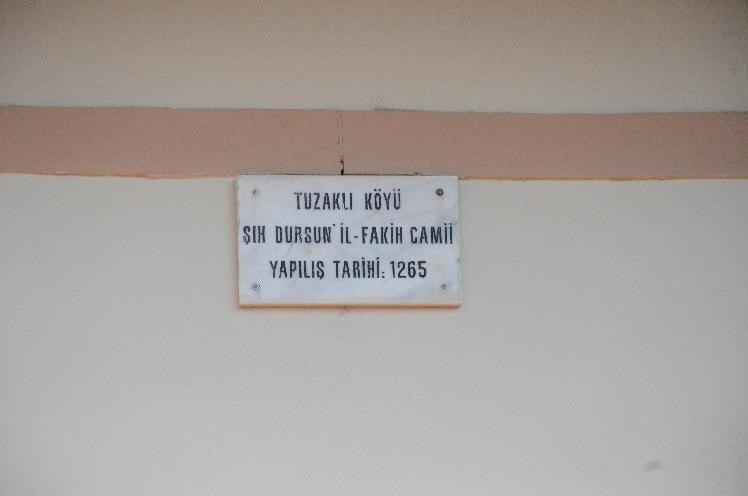 TUZAKLI KÖYÜ
ŞIH DURSUN' İL-FAKİH CAMİİ
YAPILIŞ TARİHİ: 1265